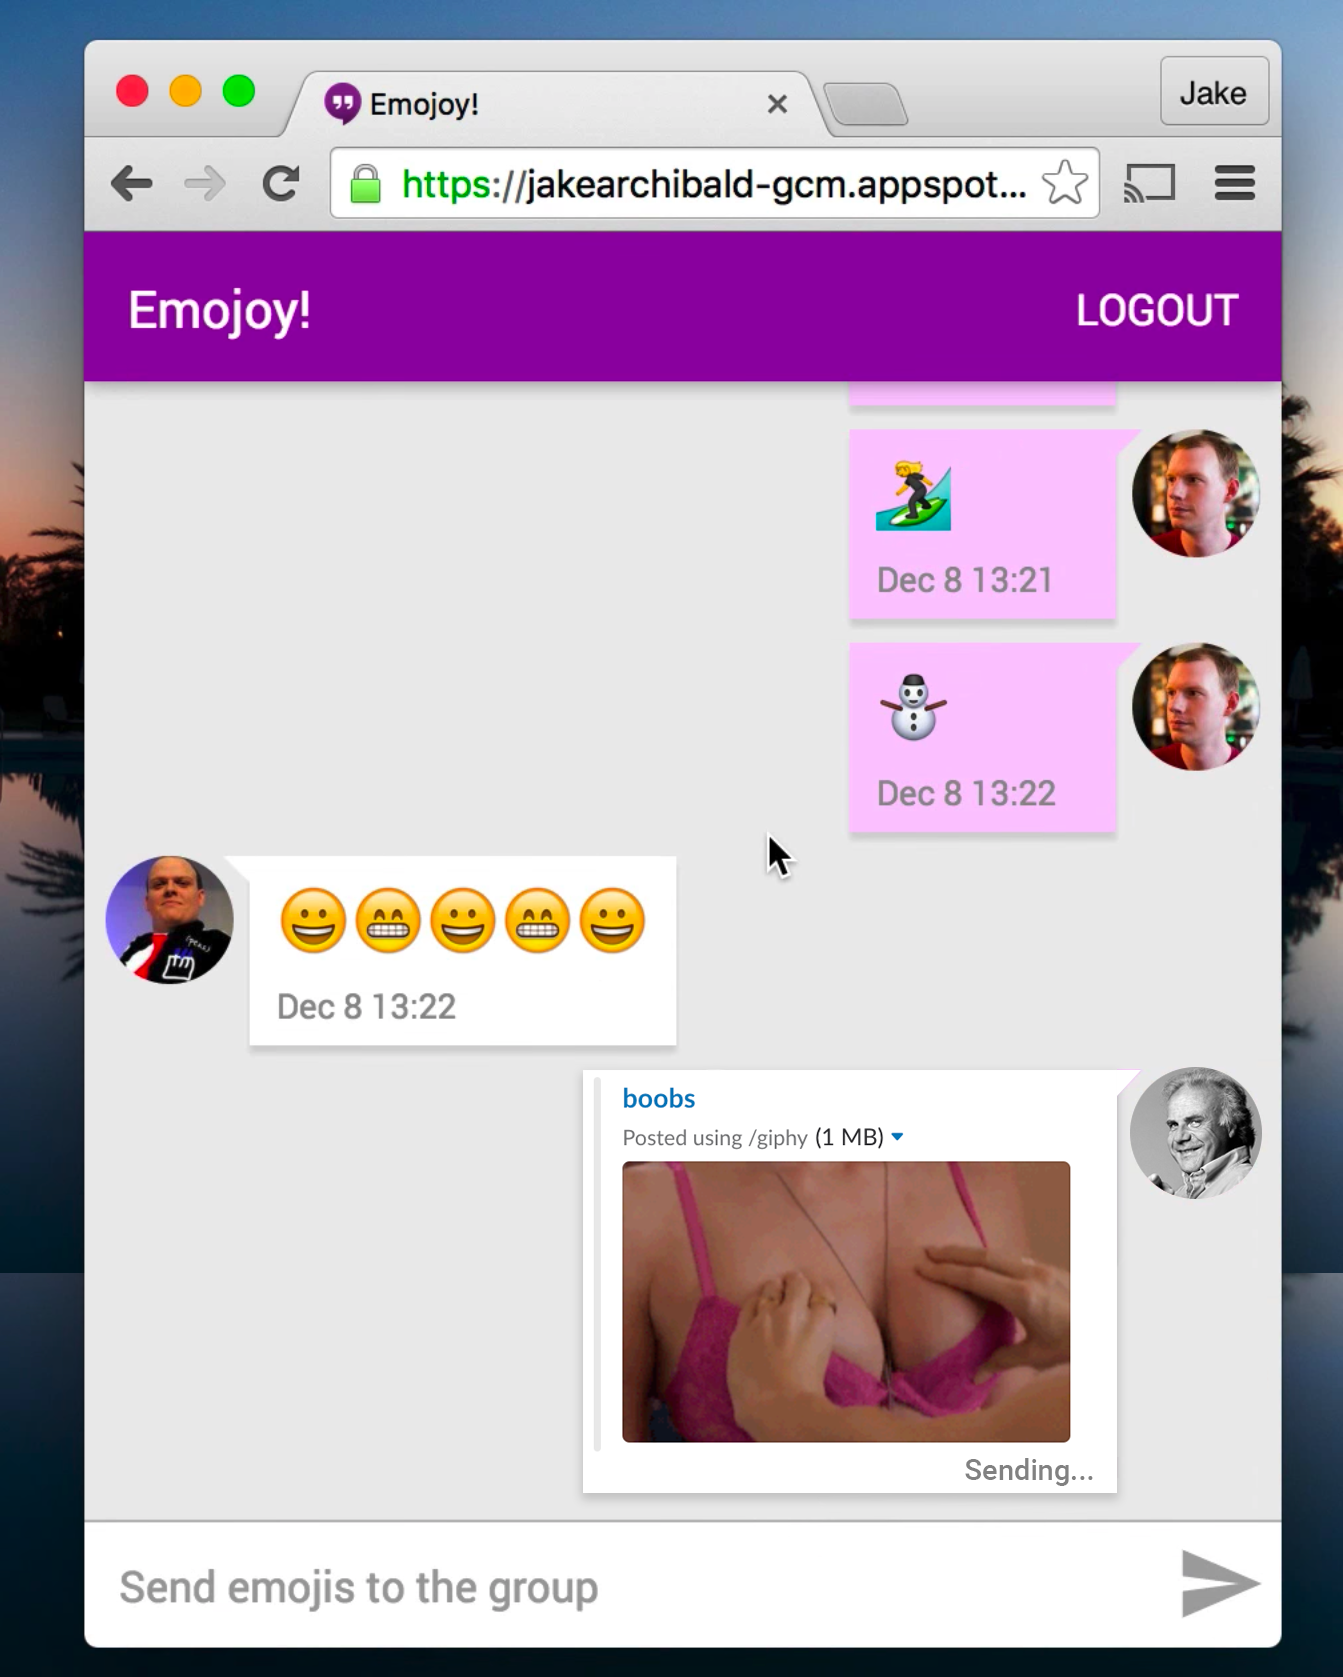 Emojoy!
Jake
https://jakearchibald-gcm.appspot...
Emojoy!
LOGOUT
Dec 8 13:21
Dec 8 13:22
Dec 8 13:22
boobs
Posted using /giphy (1 MB)
Sending...
Send emojis to the group